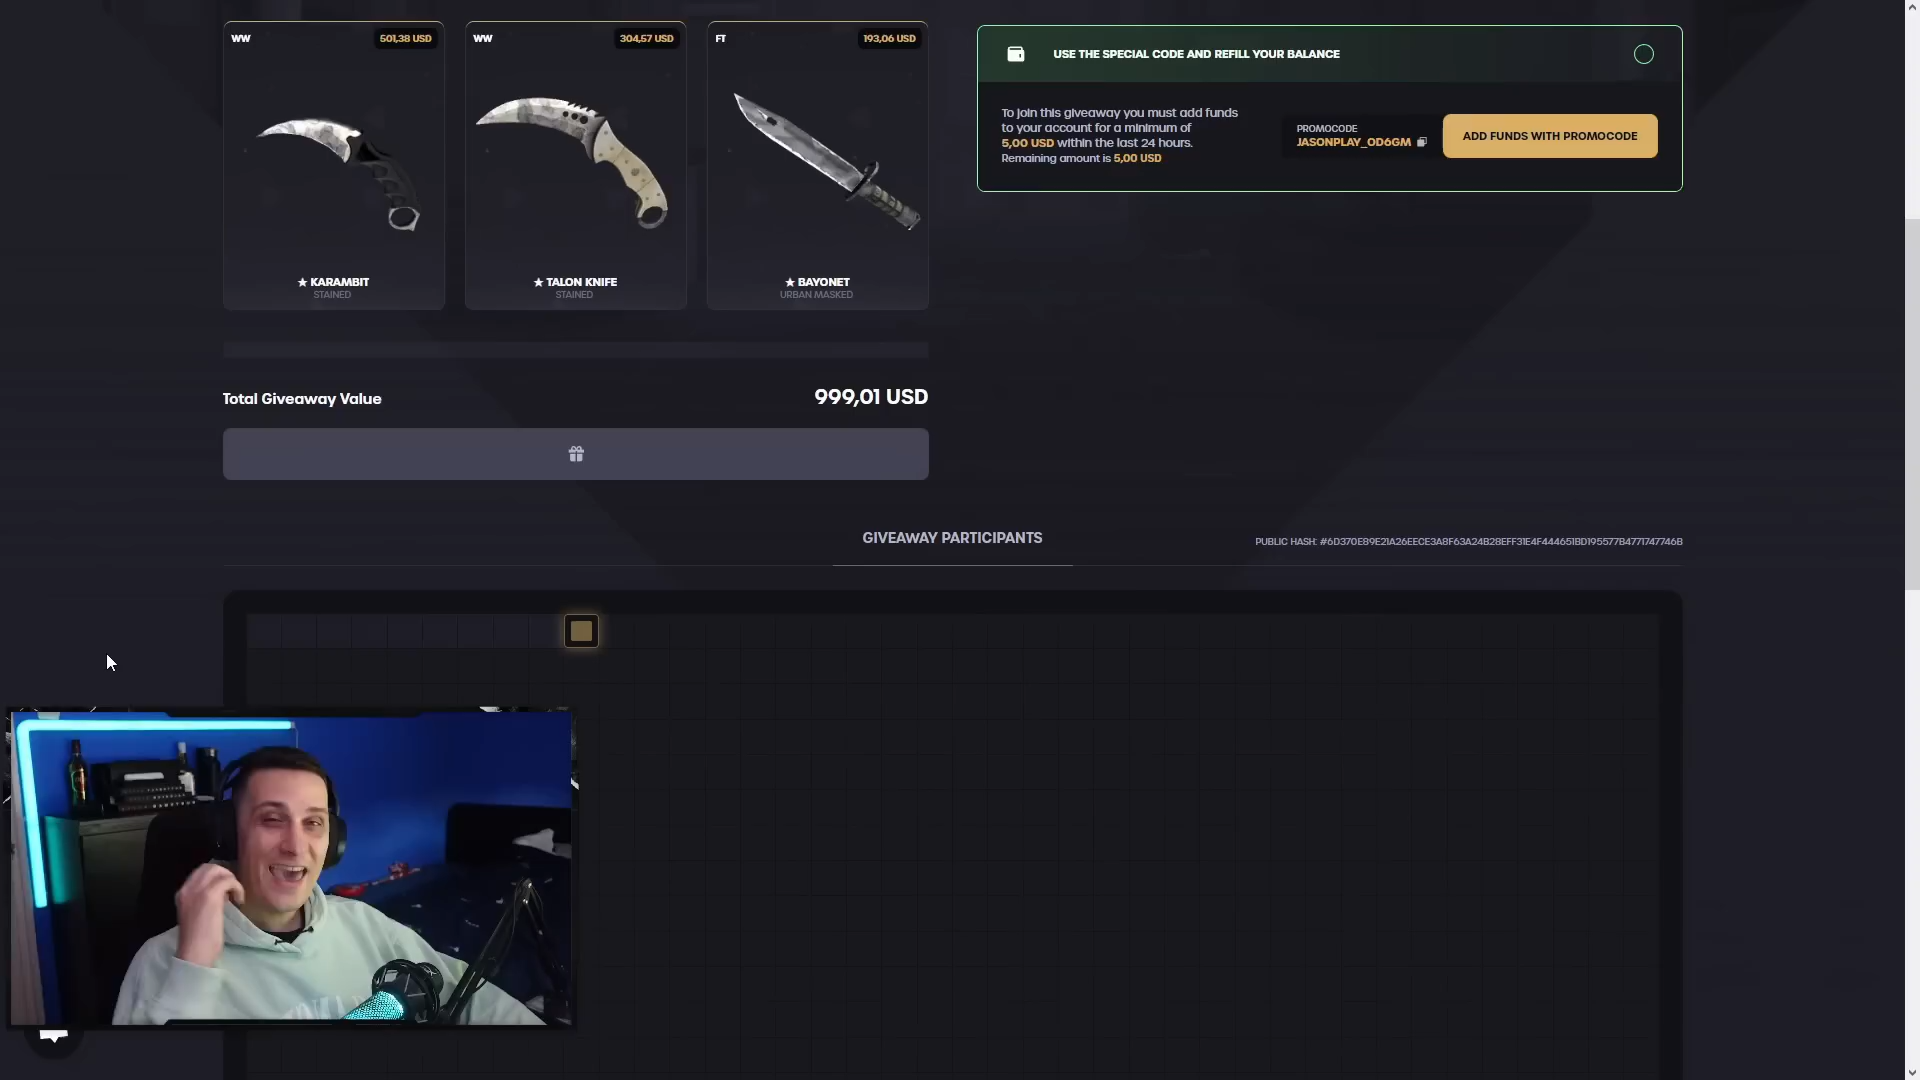 WW
501,38 USD
★ KARAMBIT
STAINED
WW
304,57 USD
★ TALON KNIFE
STAINED
FT
193,06 USD
★ BAYONET
URBAN MASKED
USE THE SPECIAL CODE AND REFILL YOUR BALANCE
To join this giveaway you must add funds
to your account for a minimum of
5,00 USD within the last 24 hours.
Remaining amount is 5,00 USD
PROMOCODE
JASONPLAY_OD6GM
ADD FUNDS WITH PROMOCODE
Total Giveaway Value
999,01 USD
GIVEAWAY PARTICIPANTS
PUBLIC HASH: #6D370E89E21A26EECE3A8F63A24B28EFF31E4F444651BD195577B4771747746B